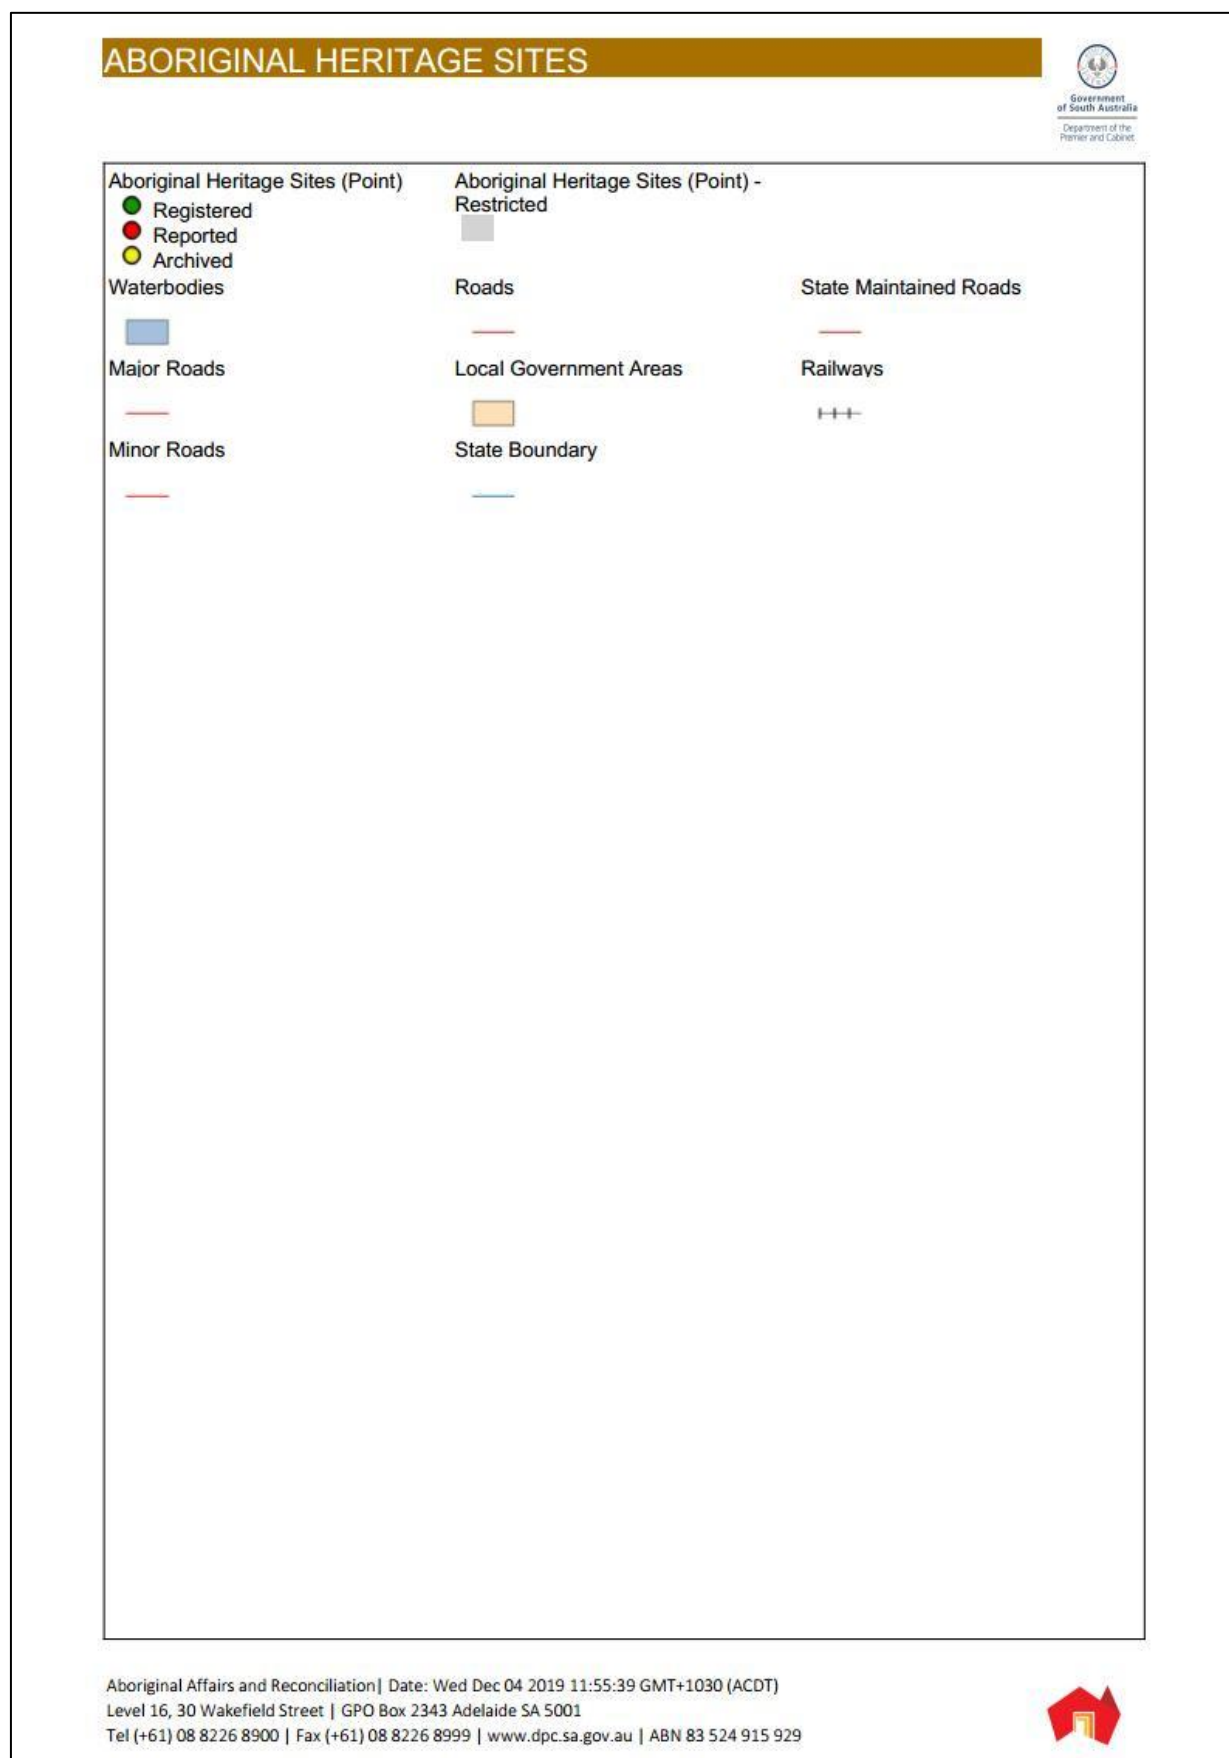 ABORIGINAL HERITAGE SITES
Government
of South Australia
Department of the
Premier and Cabinet
Aboriginal Heritage Sites (Point)
Registered
Reported
Archived
Aboriginal Heritage Sites (Point) -
Restricted
Waterbodies
Roads
State Maintained Roads
Major Roads
Local Government Areas
Railways
Minor Roads
State Boundary
Aboriginal Affairs and Reconciliation| Date: Wed Dec 04 2019 11:55:39 GMT+1030 (ACDT)
Level 16, 30 Wakefield Street | GPO Box 2343 Adelaide SA 5001
Tel (+61) 08 8226 8900 | Fax (+61) 08 8226 8999 | www.dpc.sa.gov.au | ABN 83 524 915 929